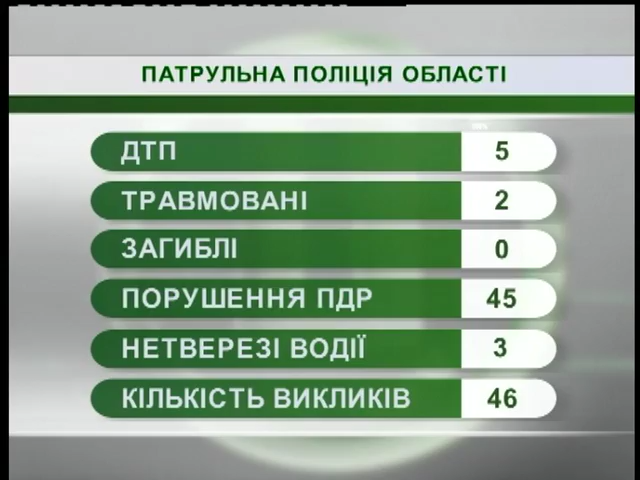 ПАТРУЛЬНА ПОЛІЦІЯ ОБЛАСТІ
ДТП 5
ТРАВМОВАНІ 2
ЗАГИБЛІ 0
ПОРУШЕННЯ ПДР 45
НЕТВЕРЕЗІ ВОДІЇ 3
КІЛЬКІСТЬ ВИКЛИКІВ 46